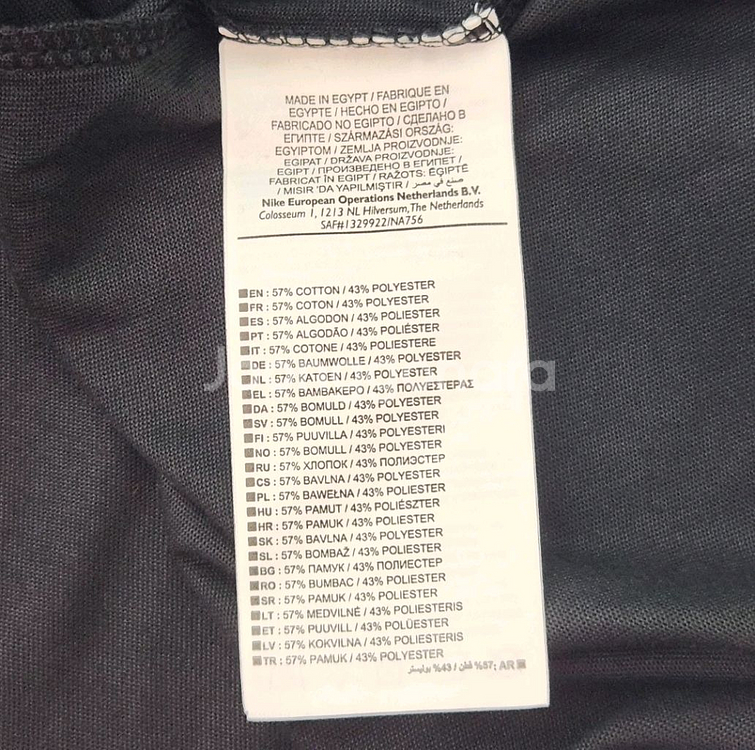 MADE IN EGYPT / FABRIQUE EN
EGYPTE / HECHO EN EGIPTO /
FABRICADO NO EGIPTO / СДЕЛАНО В
ЕГИПТЕ / SZÁRMAZÁSI ORSZÁG:
EGYIPTOM / ZEMLJA PROIZVODNJE:
EGIPAT / DRŽAVA PROIZVODNJE:
EGIPT / ПРОИЗВЕДЕНО В ЕГИПЕТ /
FABRICAT ÎN EGIPT / RAŽOTS: ĒĢIPTĒ
/ MISIR 'DA YAPILMIŞTIR / صنع في مصر
Nike European Operations Netherlands B.V.
Colosseum 1, 1213 NL Hilversum, The Netherlands
SAF#1329922/NA756
EN : 57% COTTON / 43% POLYESTER
FR : 57% COTON / 43% POLYESTER
ES : 57% ALGODON / 43% POLIESTER
PT : 57% ALGODÃO / 43% POLIÉSTER
IT : 57% COTONE / 43% POLIESTERE
DE : 57% BAUMWOLLE / 43% POLYESTER
NL : 57% KATOEN / 43% POLYESTER
EL : 57% ΒΑΜΒΑΚΕΡΟ / 43% ΠΟΛΥΕΣΤΕΡΑΣ
DA : 57% BOMULD / 43% POLYESTER
SV : 57% BOMULL / 43% POLYESTER
FI : 57% PUUVILLA / 43% POLYESTERI
NO : 57% BOMULL / 43% POLYESTER
RU : 57% ХЛОПОК / 43% ПОЛИЭСТЕР
CS : 57% BAVLNA / 43% POLYESTER
PL : 57% BAWEŁNA / 43% POLIESTER
HU : 57% PAMUT / 43% POLIÉSZTER
HR : 57% PAMUK / 43% POLIESTER
SK : 57% BAVLNA / 43% POLYESTER
SL : 57% BOMBAŽ / 43% POLIESTER
BG : 57% ПАМУК / 43% ПОЛИЕСТЕР
RO : 57% BUMBAC / 43% POLIESTER
SR : 57% PAMUK / 43% POLIESTER
LT : 57% MEDVILNĖ / 43% POLIESTERIS
ET : 57% PUUVILL / 43% POLÜESTER
LV : 57% KOKVILNA / 43% POLIESTERIS
TR : 57% PAMUK / 43% POLYESTER
AR :57% قطن / 43% بوليستر